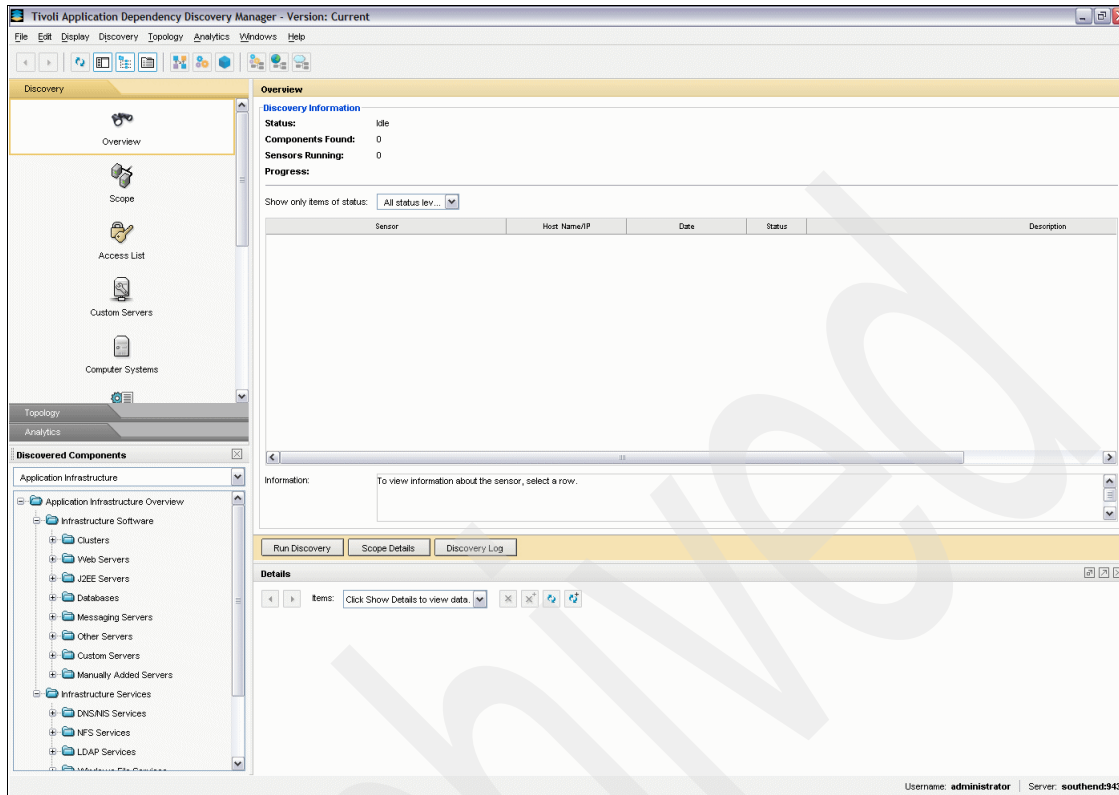 Tivoli Application Dependency Discovery Manager - Version: Current
File Edit Display Discovery Topology Analytics Windows Help
Discovery
Overview
Scope
Access List
Custom Servers
Computer Systems
Topology
Analytics
Discovered Components
Application Infrastructure
Application Infrastructure Overview
Infrastructure Software
Clusters
Web Servers
J2EE Servers
Databases
Messaging Servers
Other Servers
Custom Servers
Manually Added Servers
Infrastructure Services
DNS/NIS Services
NFS Services
LDAP Services
Windows File Services
Overview
Discovery Information
Status: Idle
Components Found: 0
Sensors Running: 0
Progress:
Show only items of status: All status lev...
Sensor Host Name/IP Date Status Description
Information: To view information about the sensor, select a row.
Run Discovery Scope Details Discovery Log
Details
Items: Click Show Details to view data.
Username: administrator Server: southend:943
hived